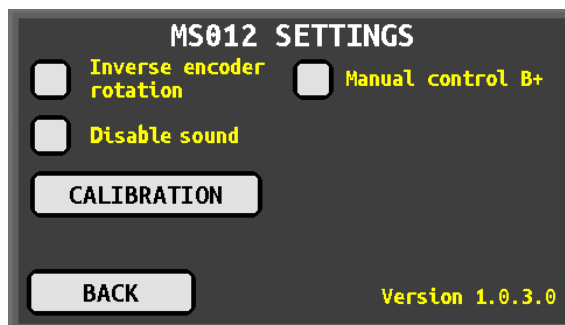 MS012 SETTINGS
Inverse encoder
rotation
Manual control B+
Disable sound
CALIBRATION
BACK
Version 1.0.3.0